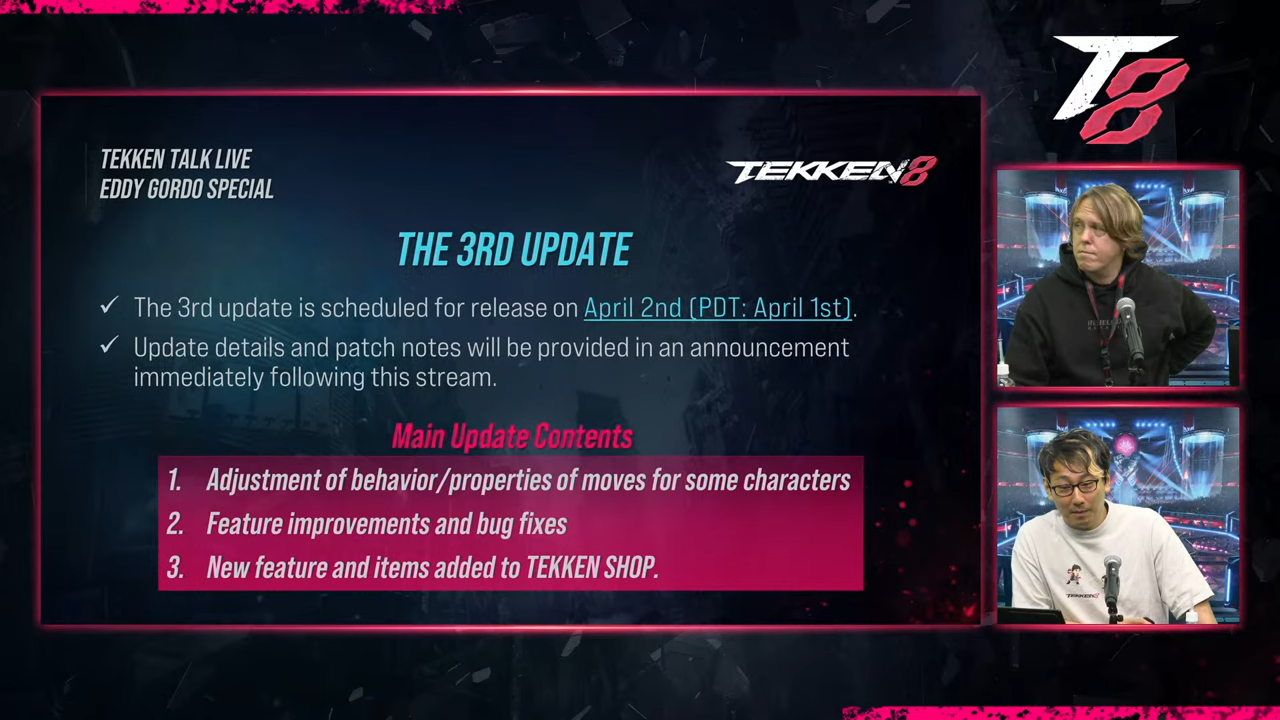 TEKKEN TALK LIVE
EDDY GORDO SPECIAL
TEKKEN 8
T8
THE 3RD UPDATE
✓ The 3rd update is scheduled for release on April 2nd (PDT: April 1st).
✓ Update details and patch notes will be provided in an announcement
immediately following this stream.
Main Update Contents
1. Adjustment of behavior/properties of moves for some characters
2. Feature improvements and bug fixes
3. New feature and items added to TEKKEN SHOP.
TEKKEN 8